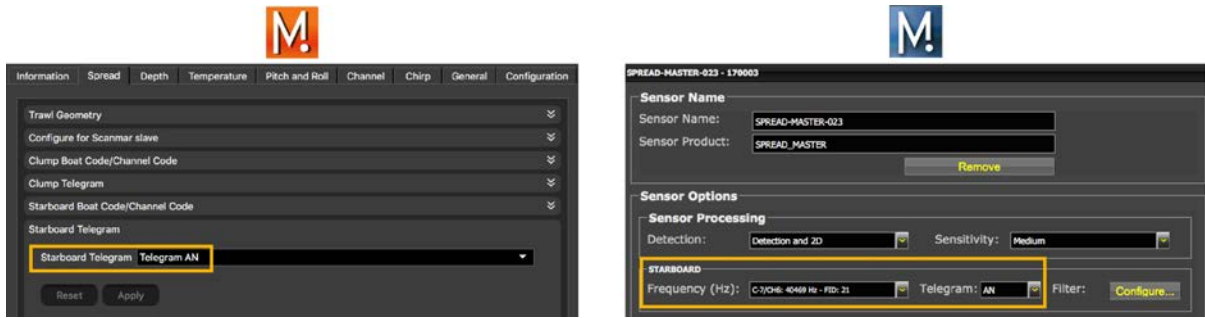 M
M
Information Spread Depth Temperature Pitch and Roll Channel Chirp General Configuration
Trawl Geometry
Configure for Scanmar slave
Clump Boat Code/Channel Code
Clump Telegram
Starboard Boat Code/Channel Code
Starboard Telegram
Starboard Telegram Telegram AN
Reset Apply
SPREAD-MASTER-023 - 170003
Sensor Name
Sensor Name: SPREAD-MASTER-023
Sensor Product: SPREAD_MASTER
Remove
Sensor Options
Sensor Processing
Detection: Detection and 2D Sensitivity: Medium
STARBOARD
Frequency (Hz): C-7/CH6: 40469 Hz - FID: 21 Telegram: AN Filter: Configure...